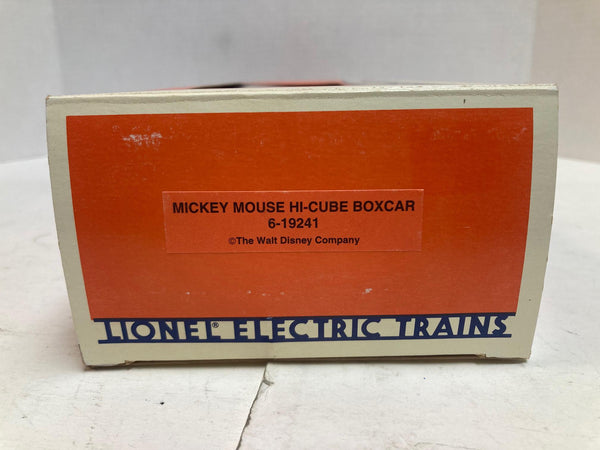 MICKEY MOUSE HI-CUBE BOXCAR
6-19241
©The Walt Disney Company
LIONEL® ELECTRIC TRAINS